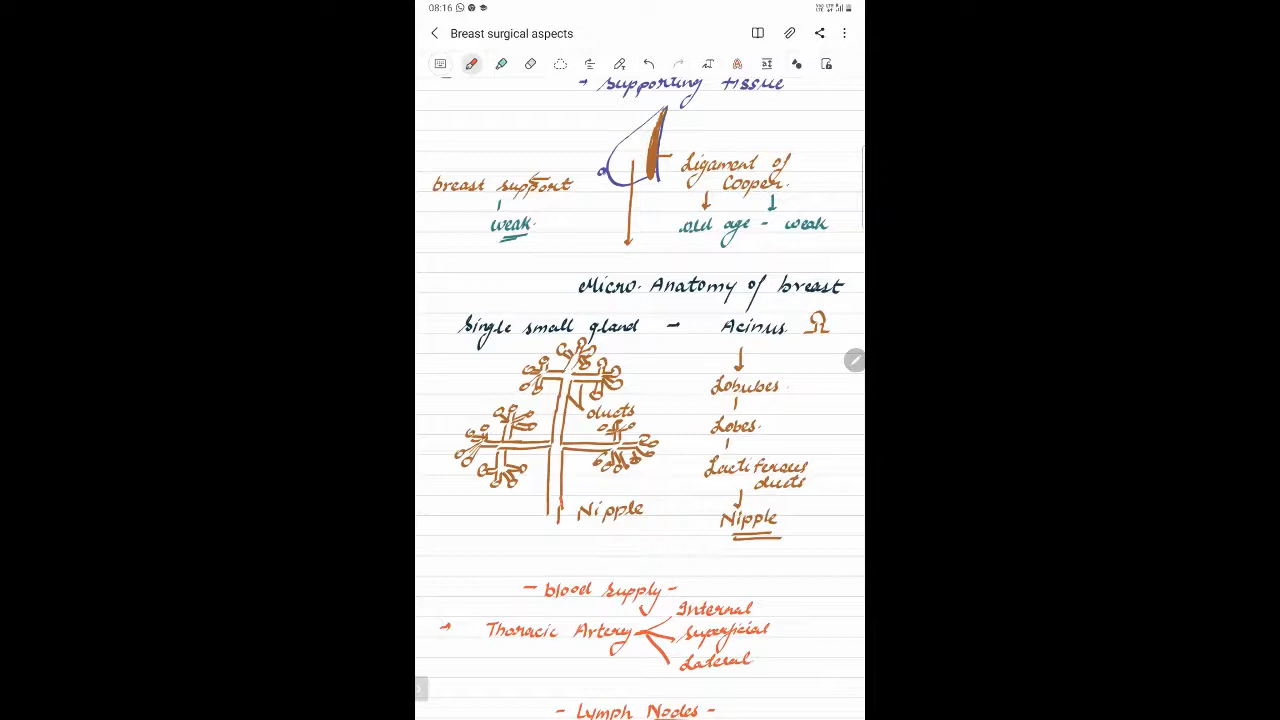 08:16
Breast surgical aspects
→ Supporting tissue
Ligament of
Cooper.
breast support
weak.
old age - weak
Micro. Anatomy of breast
Single small gland → Acinus.
Lobubes.
ducts
Lobes.
Lactiferous
ducts
Nipple
Nipple
- Blood supply -
Internal
→ Thoracic Artery
superficial
Lateral
- Lymph Nodes -